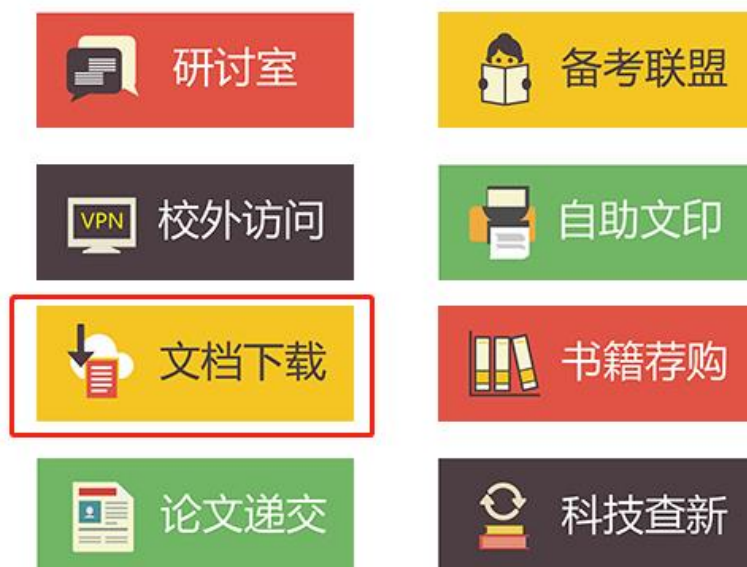 研讨室
备考联盟
VPN 校外访问
自助文印
文档下载
书籍荐购
论文递交
科技查新